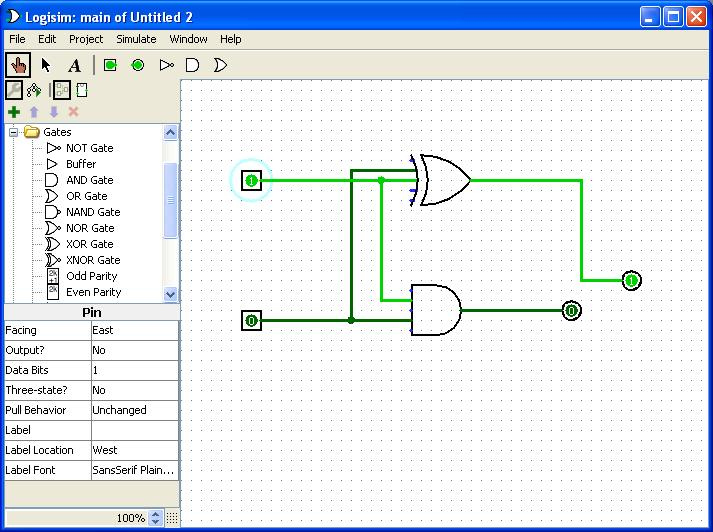 Logisim: main of Untitled 2
File Edit Project Simulate Window Help
A
Gates
NOT Gate
Buffer
AND Gate
OR Gate
NAND Gate
NOR Gate
XOR Gate
XNOR Gate
2k+1 Odd Parity
2k Even Parity
Pin
Facing East
Output? No
Data Bits 1
Three-state? No
Pull Behavior Unchanged
Label
Label Location West
Label Font SansSerif Plain...
100%
1
1
0
0